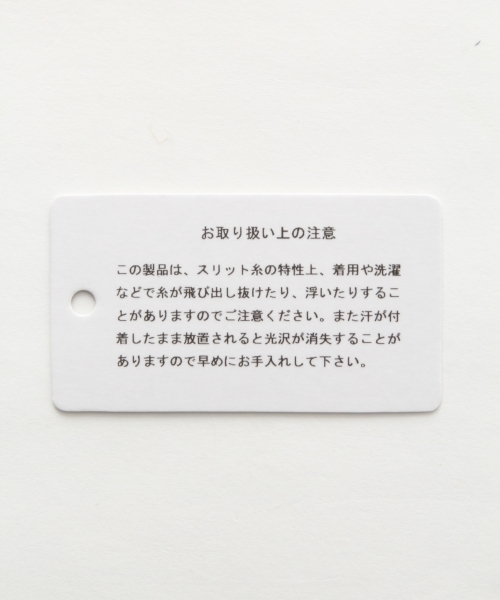 お取り扱い上の注意
この製品は、スリット糸の特性上、着用や洗濯
などで糸が飛び出し抜けたり、浮いたりするこ
とがありますのでご注意ください。また汗が付
着したまま放置されると光沢が消失することが
ありますので早めにお手入れして下さい。